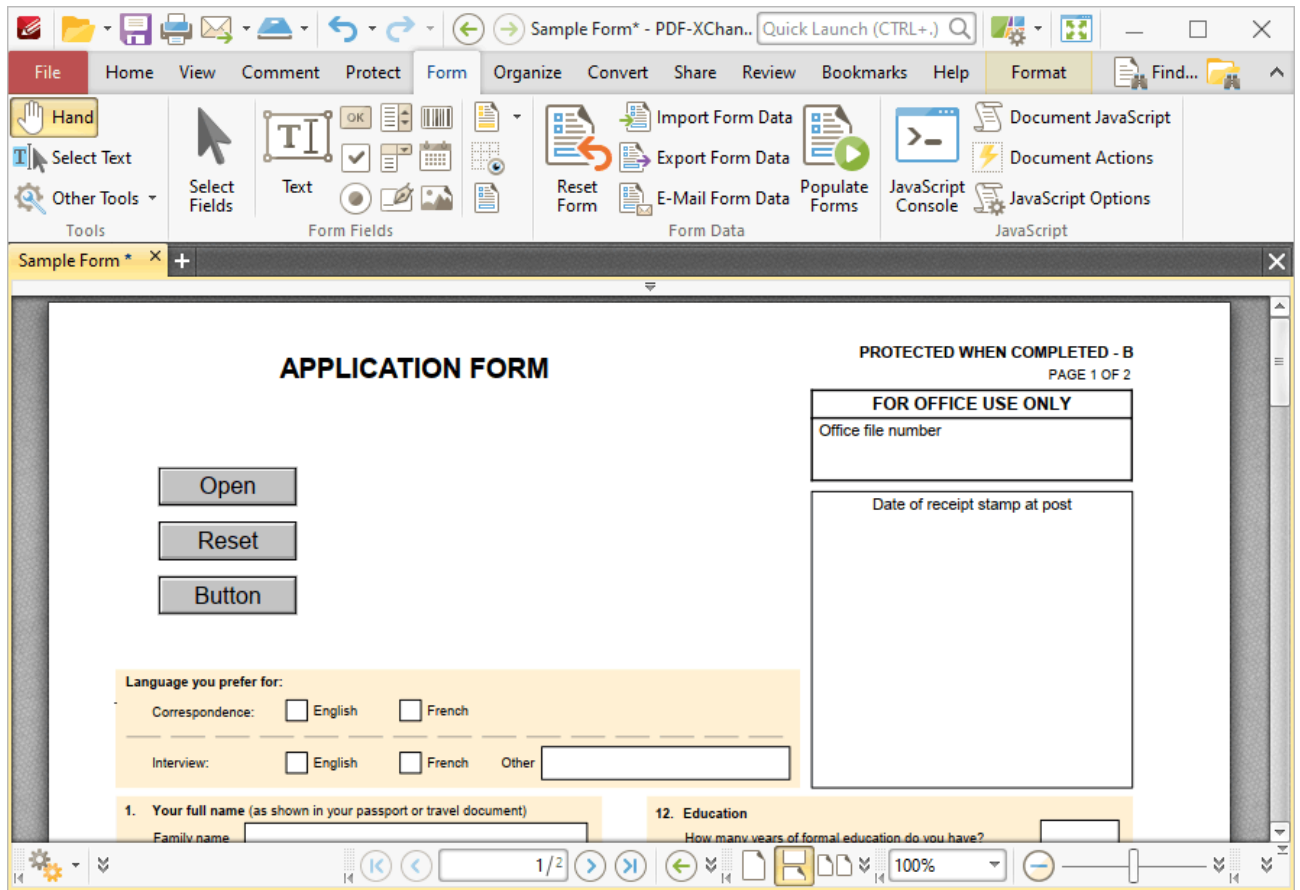 Sample Form* - PDF-XChan.. Quick Launch (CTRL+.)
File Home View Comment Protect Form Organize Convert Share Review Bookmarks Help Format Find...
Hand
Select Text
Other Tools
Tools
Select
Fields
Text
OK
Form Fields
Reset
Form
Import Form Data
Export Form Data
E-Mail Form Data
Populate
Forms
Form Data
JavaScript
Console
Document JavaScript
Document Actions
JavaScript Options
JavaScript
Sample Form *
APPLICATION FORM
PROTECTED WHEN COMPLETED - B
PAGE 1 OF 2
FOR OFFICE USE ONLY
Office file number
Date of receipt stamp at post
Open
Reset
Button
Language you prefer for:
Correspondence: English French
Interview: English French Other
1. Your full name (as shown in your passport or travel document)
Family name
12. Education
How many years of formal education do you have?
1/2
100%